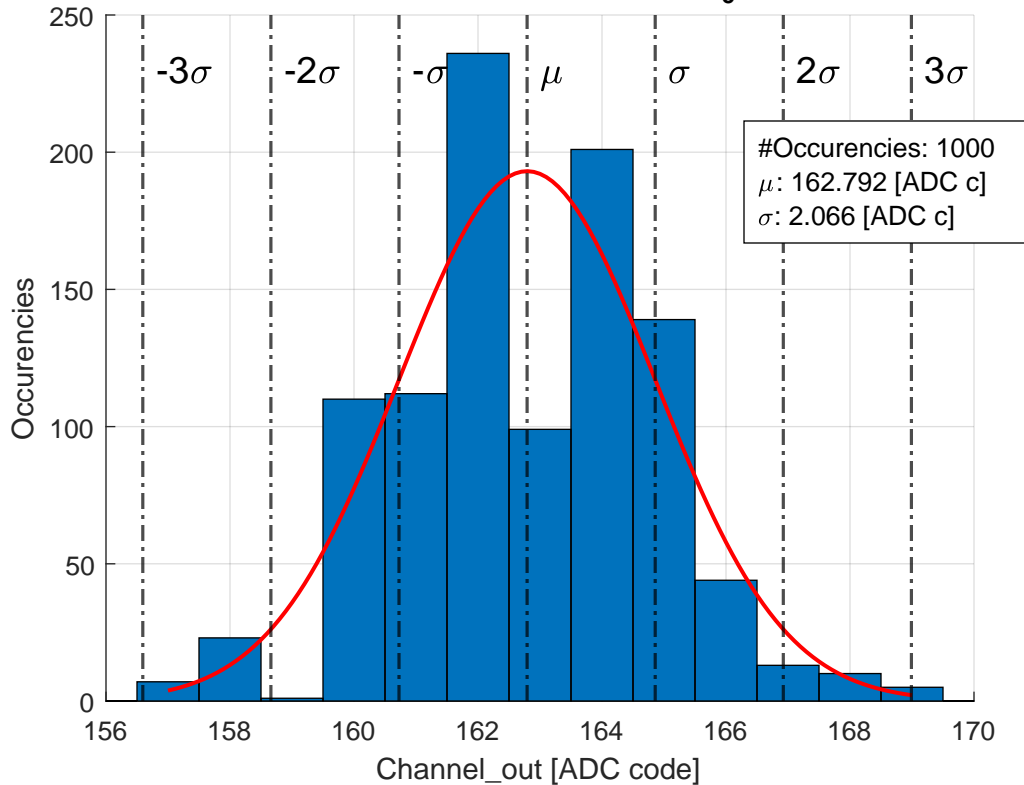 250
-3σ -2σ -σ μ σ 2σ 3σ
200
#Occurencies: 1000
μ: 162.792 [ADC c]
σ: 2.066 [ADC c]
150
100
50
0
Occurencies
156 158 160 162 164 166 168 170
Channel_out [ADC code]